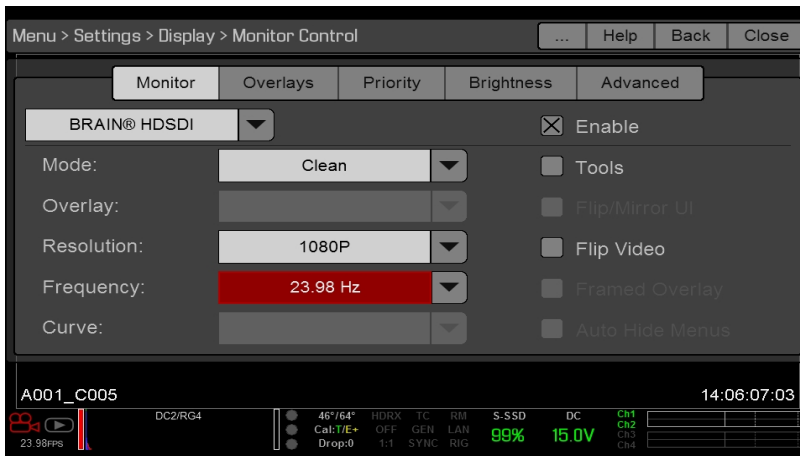 Menu > Settings > Display > Monitor Control ... Help Back Close
Monitor Overlays Priority Brightness Advanced
BRAIN® HDSDI Enable
Mode: Clean Tools
Overlay: Flip/Mirror UI
Resolution: 1080P Flip Video
Frequency: 23.98 Hz Framed Overlay
Curve: Auto Hide Menus
A001_C005 14:06:07:03
DC2/RG4 46°/64° HDRX TC RM S-SSD DC Ch1
Cal:T/E+ OFF GEN LAN 99% 15.0V Ch2
23.98FPS Drop:0 1:1 SYNC RIG Ch3
Ch4